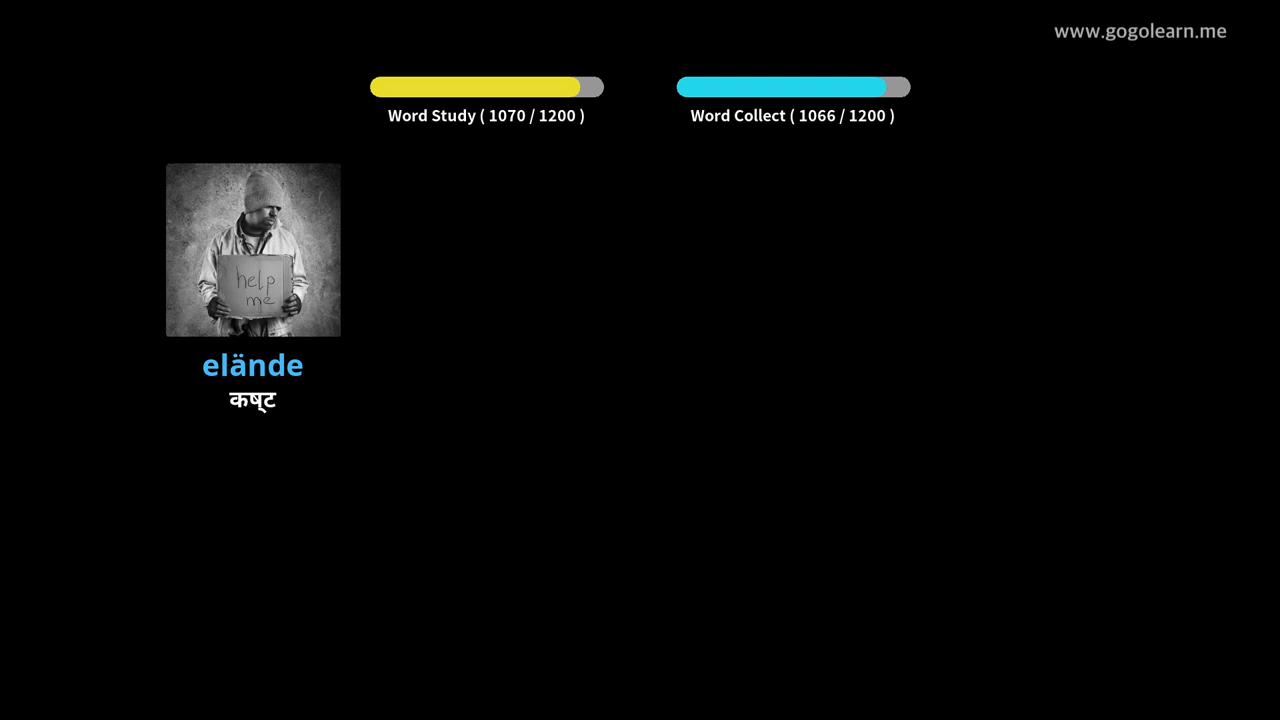 www.gogolearn.me
Word Study ( 1070 / 1200 )
Word Collect ( 1066 / 1200 )
help
me
elände
कष्ट